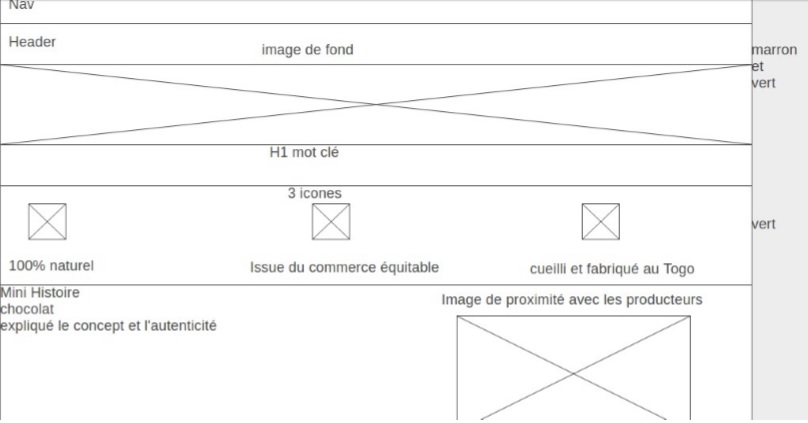 Nav
Header
image de fond
marron
et
vert
H1 mot clé
3 icones
vert
100% naturel
Issue du commerce équitable
cueilli et fabriqué au Togo
Mini Histoire
chocolat
expliqué le concept et l'autenticité
Image de proximité avec les producteurs